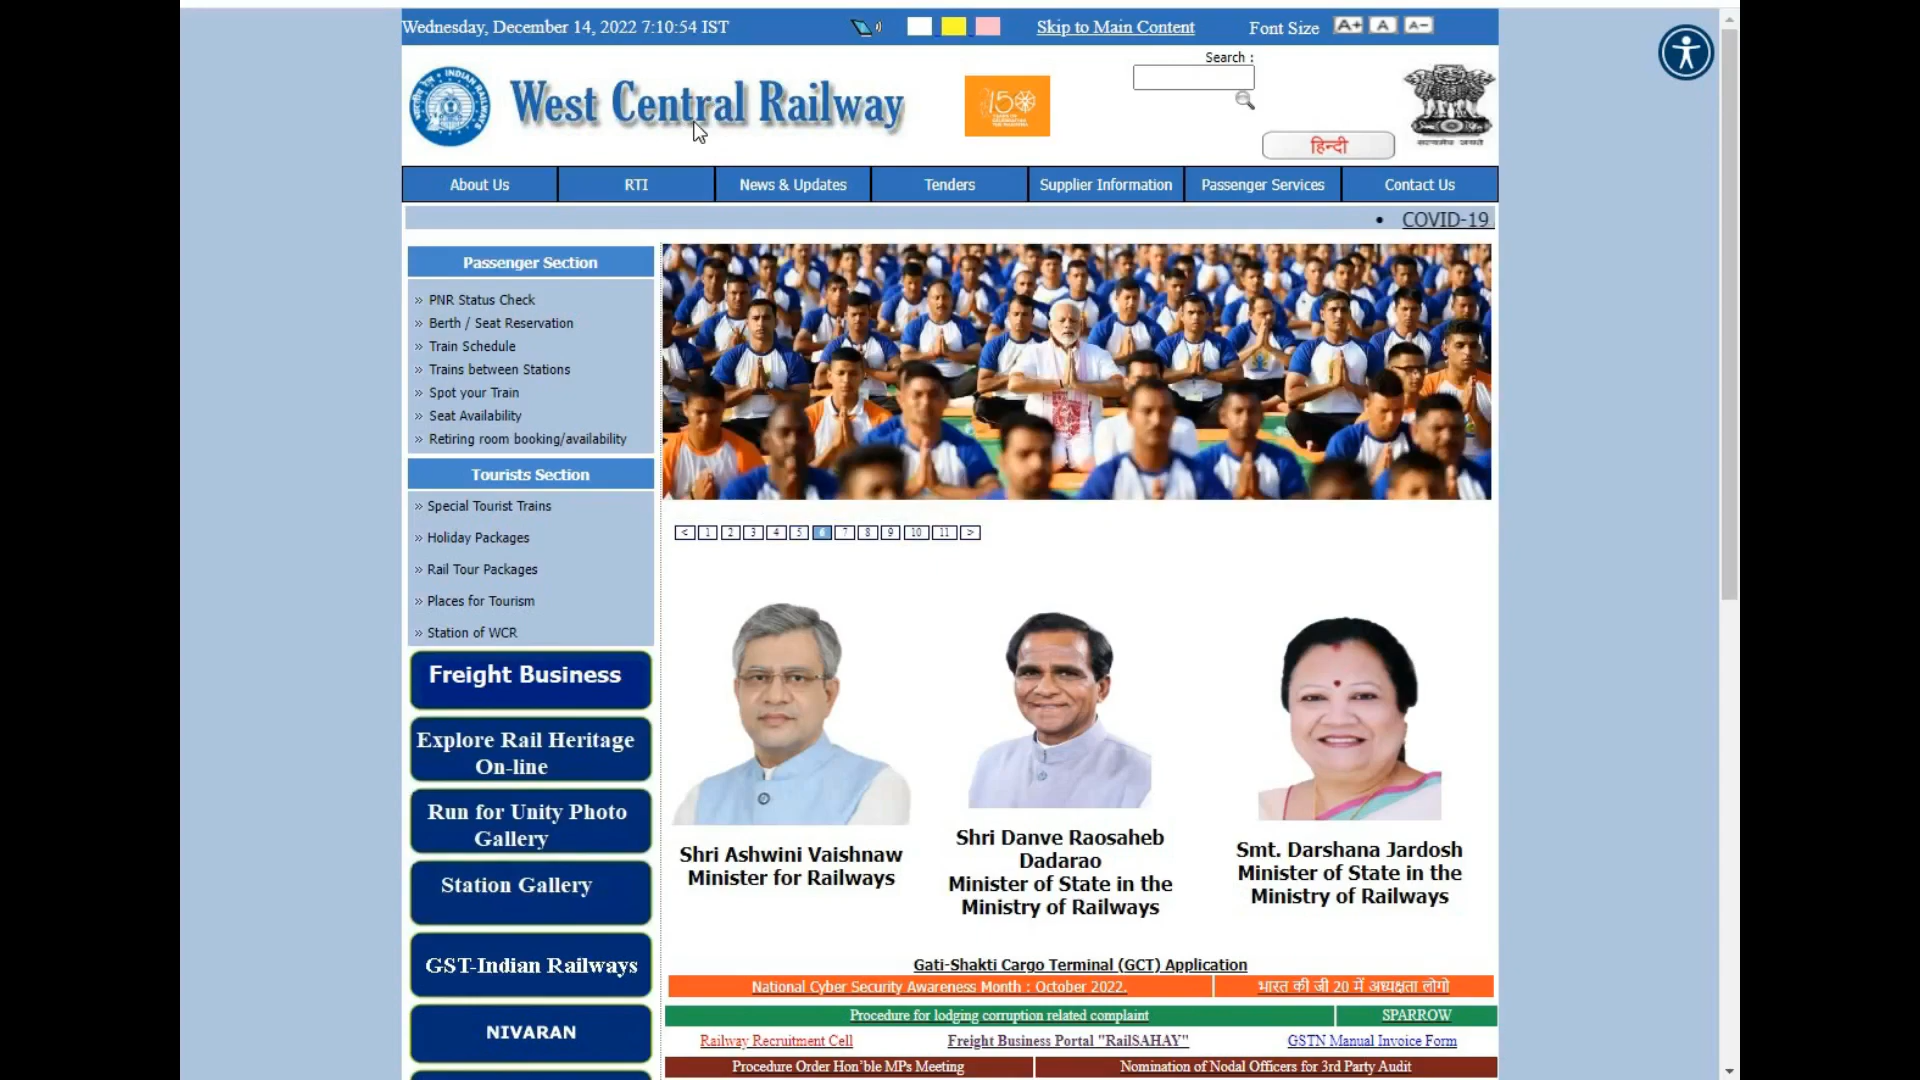 Wednesday, December 14, 2022 7:10:54 IST
Skip to Main Content
Font Size A+ A A-
West Central Railway
150
Search :
हिन्दी
सत्यमेव जयते
About Us
RTI
News & Updates
Tenders
Supplier Information
Passenger Services
Contact Us
• COVID-19
Passenger Section
» PNR Status Check
» Berth / Seat Reservation
» Train Schedule
» Trains between Stations
» Spot your Train
» Seat Availability
» Retiring room booking/availability
Tourists Section
» Special Tourist Trains
» Holiday Packages
» Rail Tour Packages
» Places for Tourism
» Station of WCR
Freight Business
Explore Rail Heritage
On-line
Run for Unity Photo
Gallery
Station Gallery
GST-Indian Railways
NIVARAN
< 1 2 3 4 5 6 7 8 9 10 11 >
Shri Ashwini Vaishnaw
Minister for Railways
Shri Danve Raosaheb
Dadarao
Minister of State in the
Ministry of Railways
Smt. Darshana Jardosh
Minister of State in the
Ministry of Railways
Gati-Shakti Cargo Terminal (GCT) Application
National Cyber Security Awareness Month : October 2022.
भारत की जी 20 में अध्यक्षता लोगो
Procedure for lodging corruption related complaint
SPARROW
Railway Recruitment Cell
Freight Business Portal "RailSAHAY"
GSTN Manual Invoice Form
Procedure Order Hon'ble MPs Meeting
Nomination of Nodal Officers for 3rd Party Audit